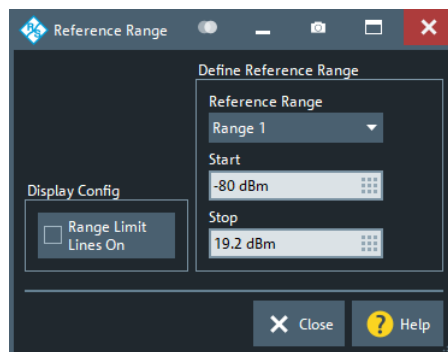 Reference Range
Define Reference Range
Reference Range
Range 1
Start
-80 dBm
Display Config
Range Limit
Lines On
Stop
19.2 dBm
Close
? Help